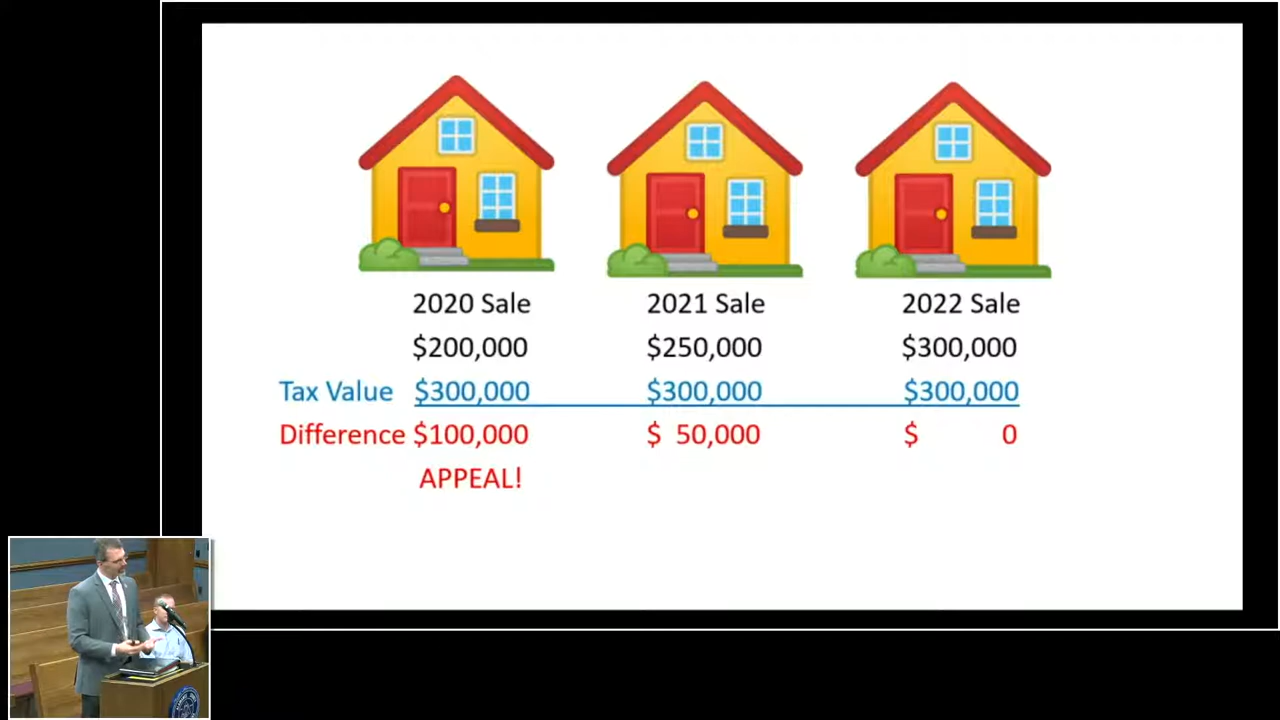 2020 Sale 2021 Sale 2022 Sale
$200,000 $250,000 $300,000
Tax Value $300,000 $300,000 $300,000
Difference $100,000 $ 50,000 $ 0
APPEAL!